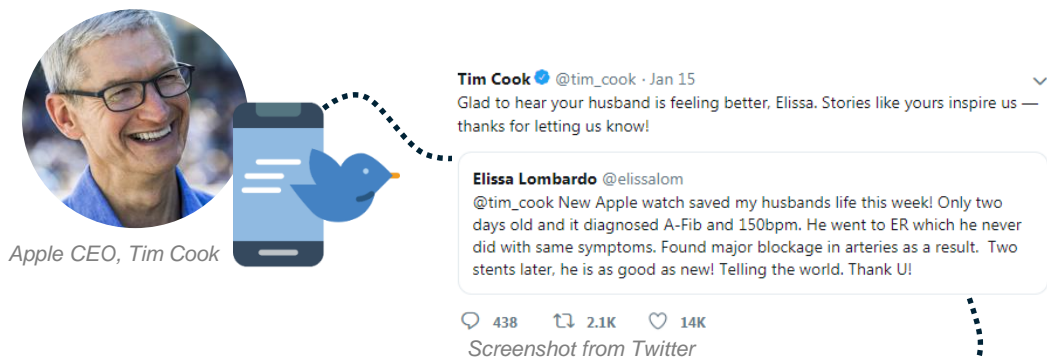 Tim Cook @tim_cook · Jan 15
Glad to hear your husband is feeling better, Elissa. Stories like yours inspire us —
thanks for letting us know!
Elissa Lombardo @elissalom
@tim_cook New Apple watch saved my husbands life this week! Only two
days old and it diagnosed A-Fib and 150bpm. He went to ER which he never
did with same symptoms. Found major blockage in arteries as a result. Two
stents later, he is as good as new! Telling the world. Thank U!
Apple CEO, Tim Cook
438 2.1K 14K
Screenshot from Twitter